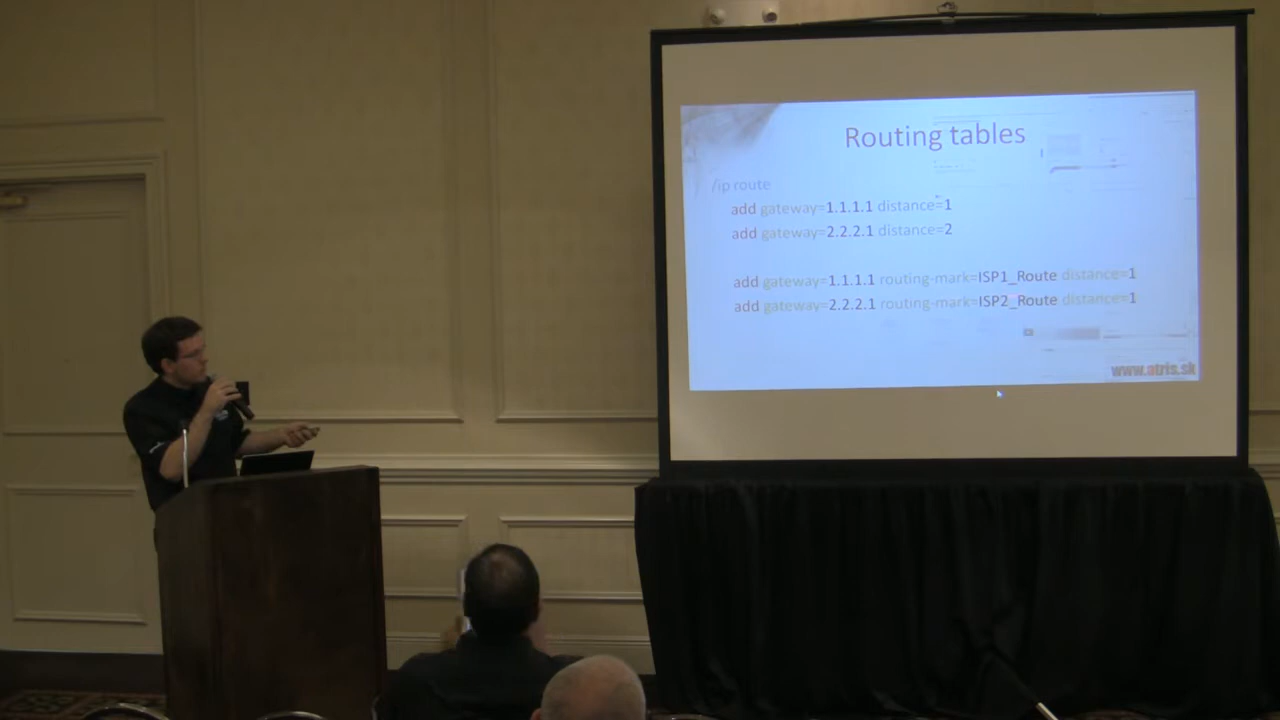 Routing tables
/ip route
add gateway=1.1.1.1 distance=1
add gateway=2.2.2.1 distance=2
add gateway=1.1.1.1 routing-mark=ISP1_Route distance=1
add gateway=2.2.2.1 routing-mark=ISP2_Route distance=1
www.atris.sk